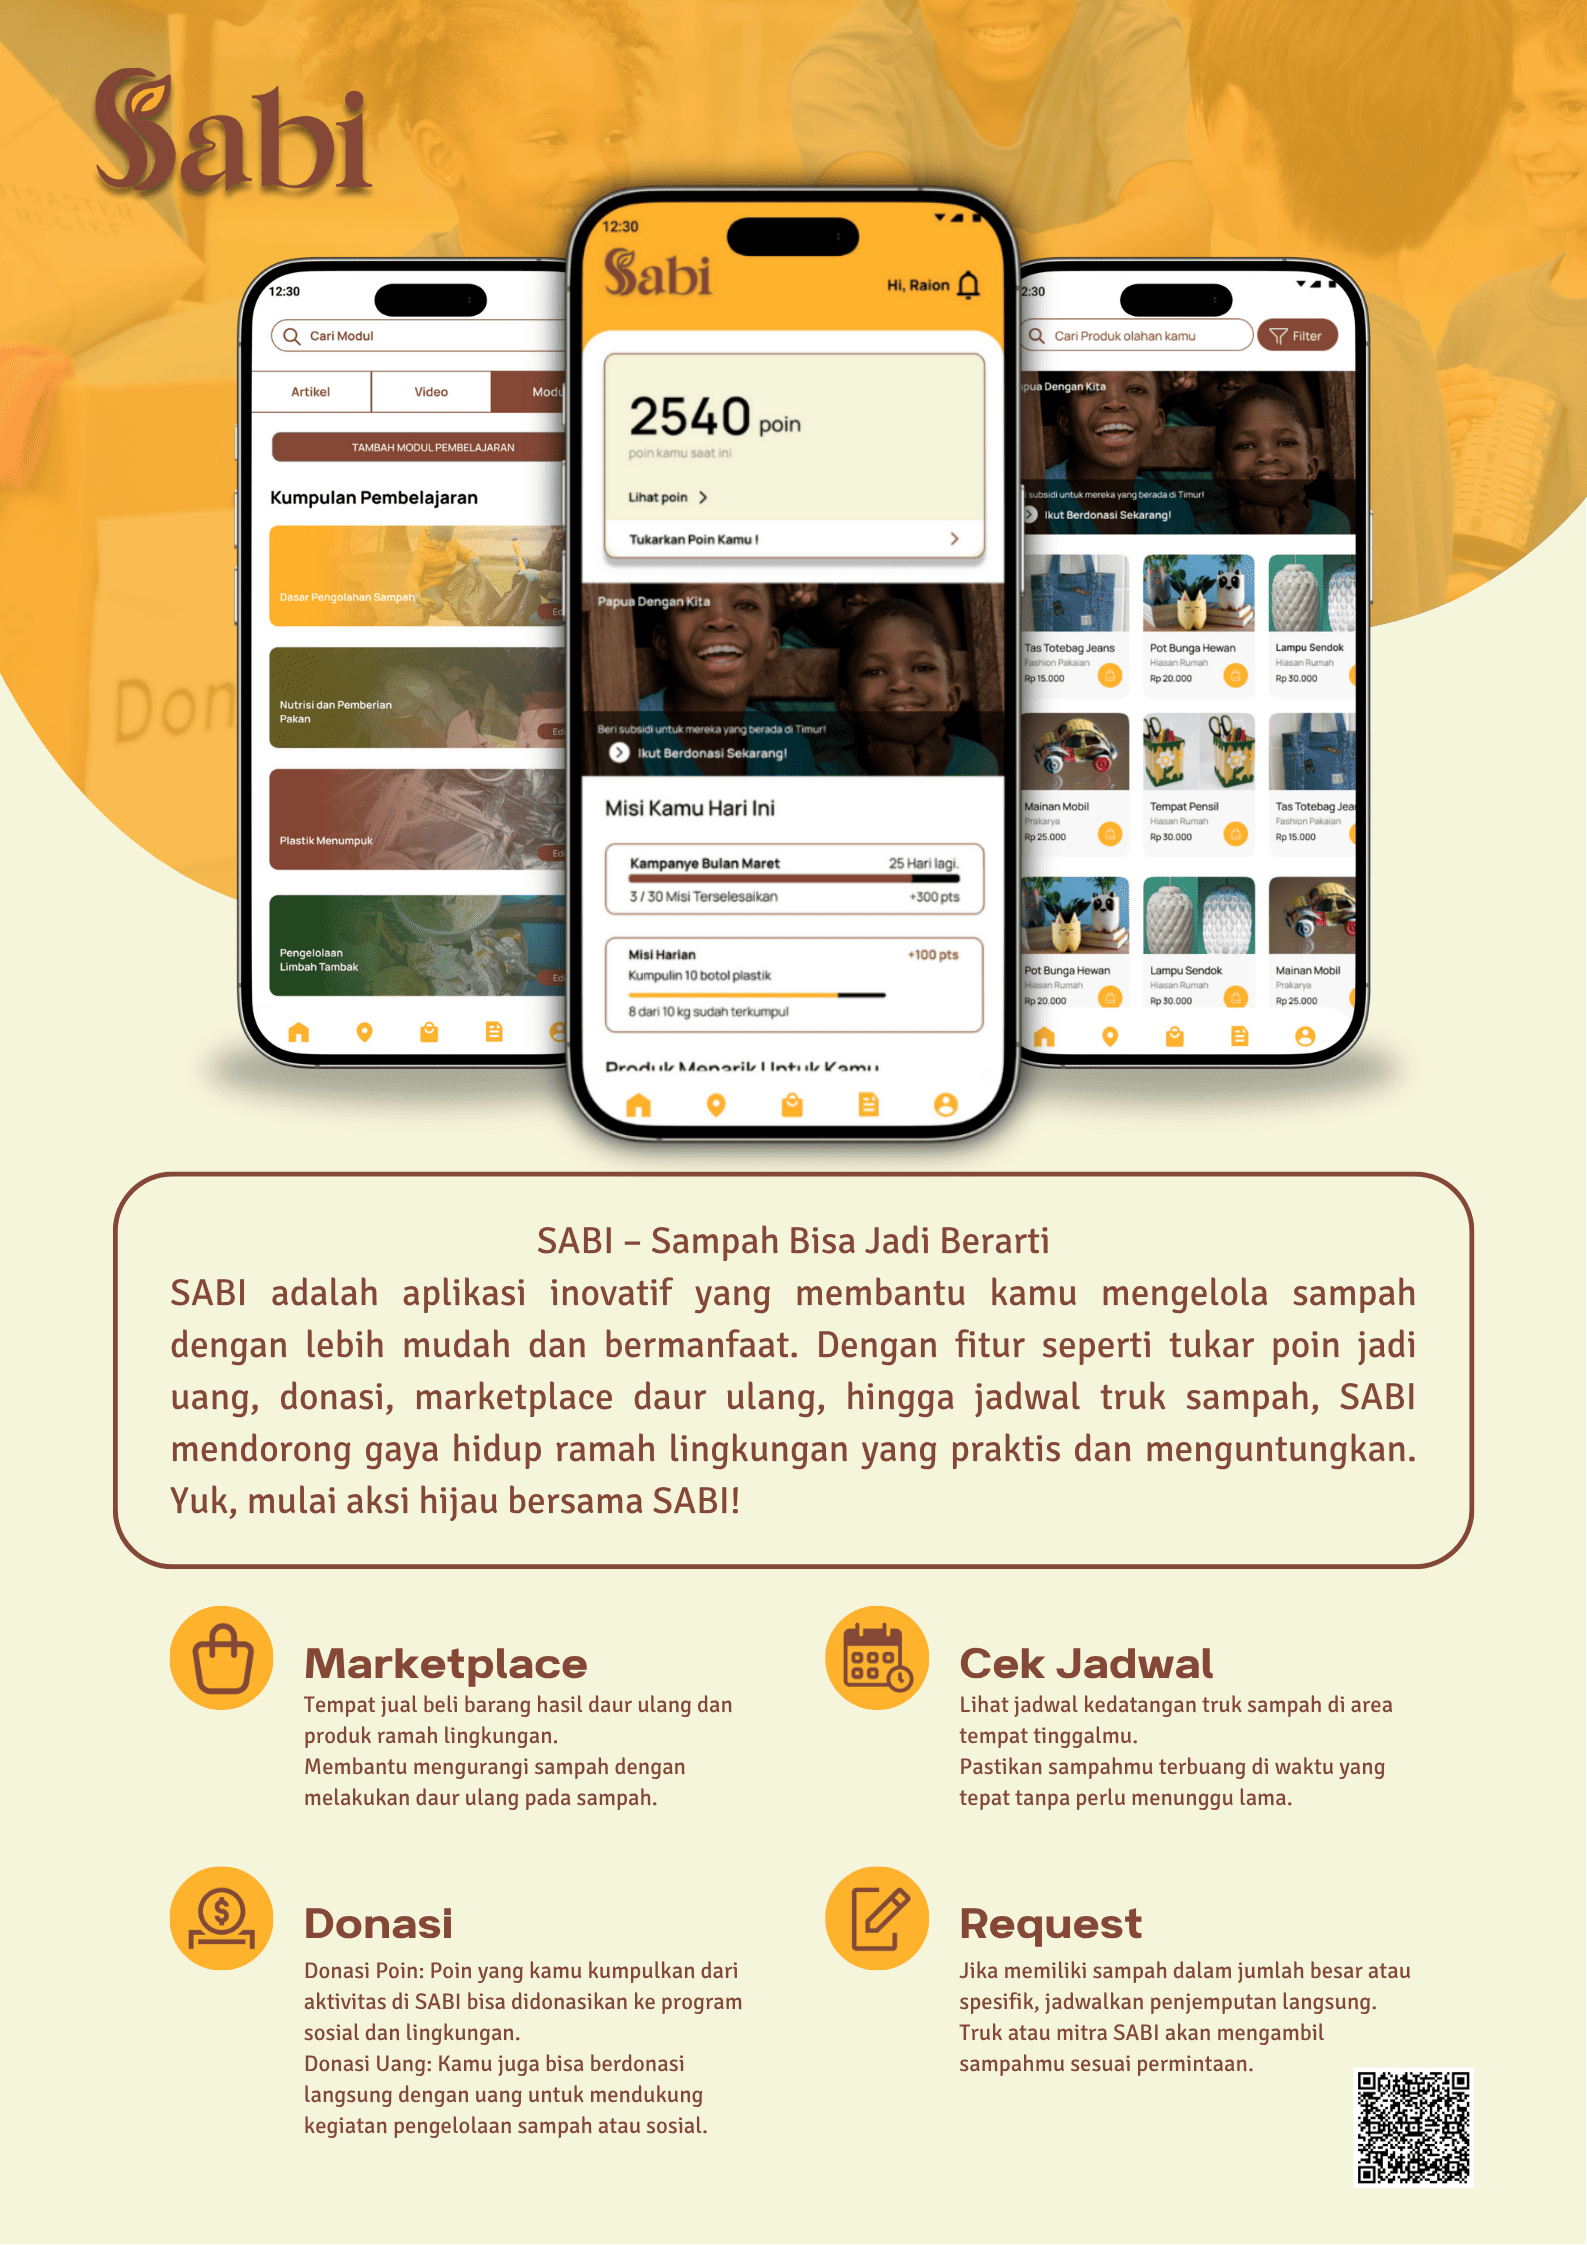 Sabi
DISASTER
RELIEF
Don
12:30
Cari Modul
Artikel
Video
Modu
TAMBAH MODUL PEMBELAJARAN
Kumpulan Pembelajaran
Dasar Pengolahan Sampah
Ed
Nutrisi dan Pemberian
Pakan
Ed
Plastik Menumpuk
Ed
Pengelolaan
Limbah Tambak
Ed
12:30
Sabi
Hi, Raion
2540 poin
poin kamu saat ini
Lihat poin
Tukarkan Poin Kamu !
Papua Dengan Kita
Beri subsidi untuk mereka yang berada di Timur!
Ikut Berdonasi Sekarang!
Misi Kamu Hari Ini
Kampanye Bulan Maret 25 Hari lagi.
3 / 30 Misi Terselesaikan +300 pts
Misi Harian +100 pts
Kumpulin 10 botol plastik
8 dari 10 kg sudah terkumpul
Produk Menarik Untuk Kamu
2:30
Cari Produk olahan kamu
Filter
pua Dengan Kita
i subsidi untuk mereka yang berada di Timur!
Ikut Berdonasi Sekarang!
Tas Totebag Jeans
Fashion Pakaian
Rp 15.000
Pot Bunga Hewan
Hiasan Rumah
Rp 20.000
Lampu Sendok
Hiasan Rumah
Rp 30.000
Mainan Mobil
Prakarya
Rp 25.000
Tempat Pensil
Hiasan Rumah
Rp 30.000
Tas Totebag Jea
Fashion Pakaian
Rp 15.000
Pot Bunga Hewan
Hiasan Rumah
Rp 20.000
Lampu Sendok
Hiasan Rumah
Rp 30.000
Mainan Mobil
Prakarya
Rp 25.000
SABI – Sampah Bisa Jadi Berarti
SABI adalah aplikasi inovatif yang membantu kamu mengelola sampah
dengan lebih mudah dan bermanfaat. Dengan fitur seperti tukar poin jadi
uang, donasi, marketplace daur ulang, hingga jadwal truk sampah, SABI
mendorong gaya hidup ramah lingkungan yang praktis dan menguntungkan.
Yuk, mulai aksi hijau bersama SABI!
Marketplace
Tempat jual beli barang hasil daur ulang dan
produk ramah lingkungan.
Membantu mengurangi sampah dengan
melakukan daur ulang pada sampah.
Cek Jadwal
Lihat jadwal kedatangan truk sampah di area
tempat tinggalmu.
Pastikan sampahmu terbuang di waktu yang
tepat tanpa perlu menunggu lama.
Donasi
Donasi Poin: Poin yang kamu kumpulkan dari
aktivitas di SABI bisa didonasikan ke program
sosial dan lingkungan.
Donasi Uang: Kamu juga bisa berdonasi
langsung dengan uang untuk mendukung
kegiatan pengelolaan sampah atau sosial.
Request
Jika memiliki sampah dalam jumlah besar atau
spesifik, jadwalkan penjemputan langsung.
Truk atau mitra SABI akan mengambil
sampahmu sesuai permintaan.